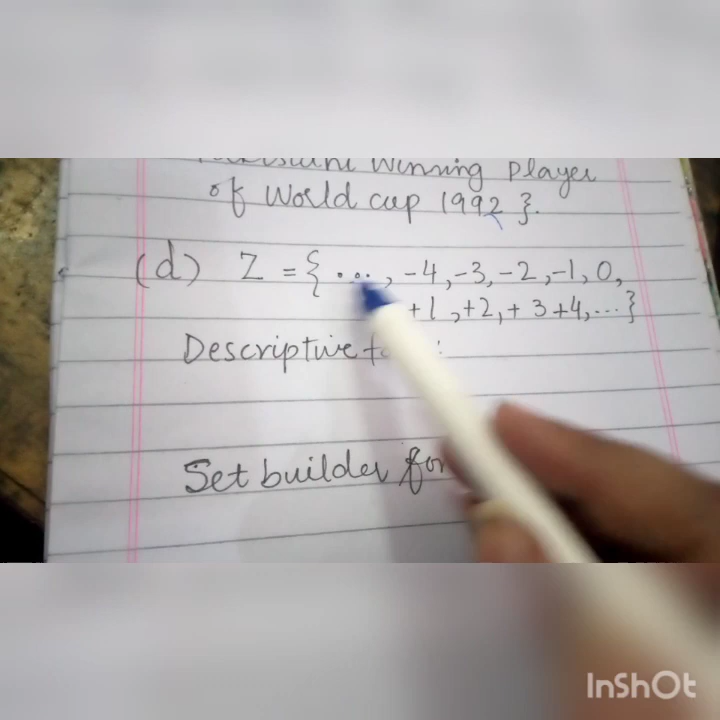 winning player
of World cup 1992 }.
(d) Z = { ...., -4, -3, -2, -1, 0,
+1, +2, + 3 +4, ... }
Descriptive :
Set builder
InShOt